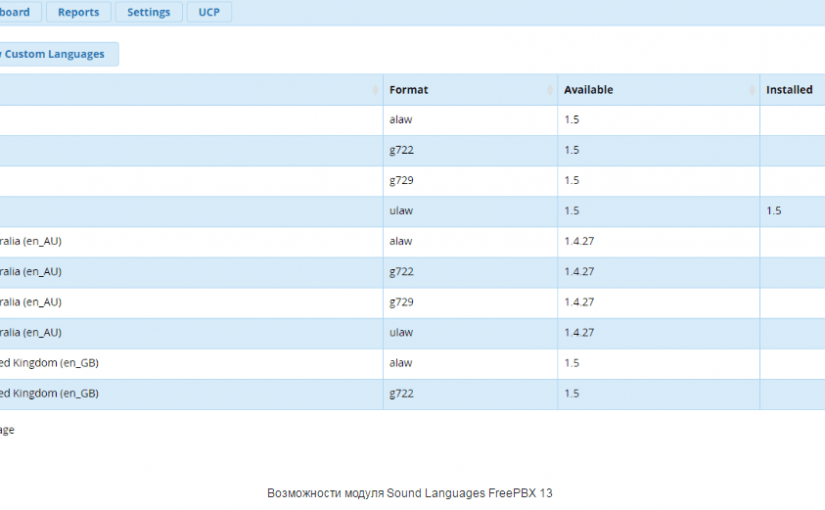 board Reports Settings UCP
Custom Languages
Format Available Installed
alaw 1.5
g722 1.5
g729 1.5
ulaw 1.5 1.5
ralia (en_AU) alaw 1.4.27
ralia (en_AU) g722 1.4.27
ralia (en_AU) g729 1.4.27
ralia (en_AU) ulaw 1.4.27
ed Kingdom (en_GB) alaw 1.5
ed Kingdom (en_GB) g722 1.5
age
Возможности модуля Sound Languages FreePBX 13